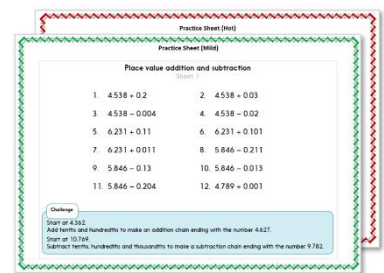 Practice Sheet (Hot)
Practice Sheet (Mild)
Place value addition and subtraction
Sheet 1
1. 4.538 + 0.2 2. 4.538 + 0.03
3. 4.538 – 0.004 4. 4.538 – 0.02
5. 6.231 + 0.11 6. 6.231 + 0.101
7. 6.231 + 0.011 8. 5.846 – 0.211
9. 5.846 – 0.13 10. 5.846 – 0.013
11. 5.846 – 0.204 12. 4.789 + 0.001
Challenge
Start at 4.362.
Add tenths and hundredths to make an addition chain ending with the number 4.627.
Start at 10.769.
Subtract tenths, hundredths and thousandths to make a subtraction chain ending with the number 9.782.